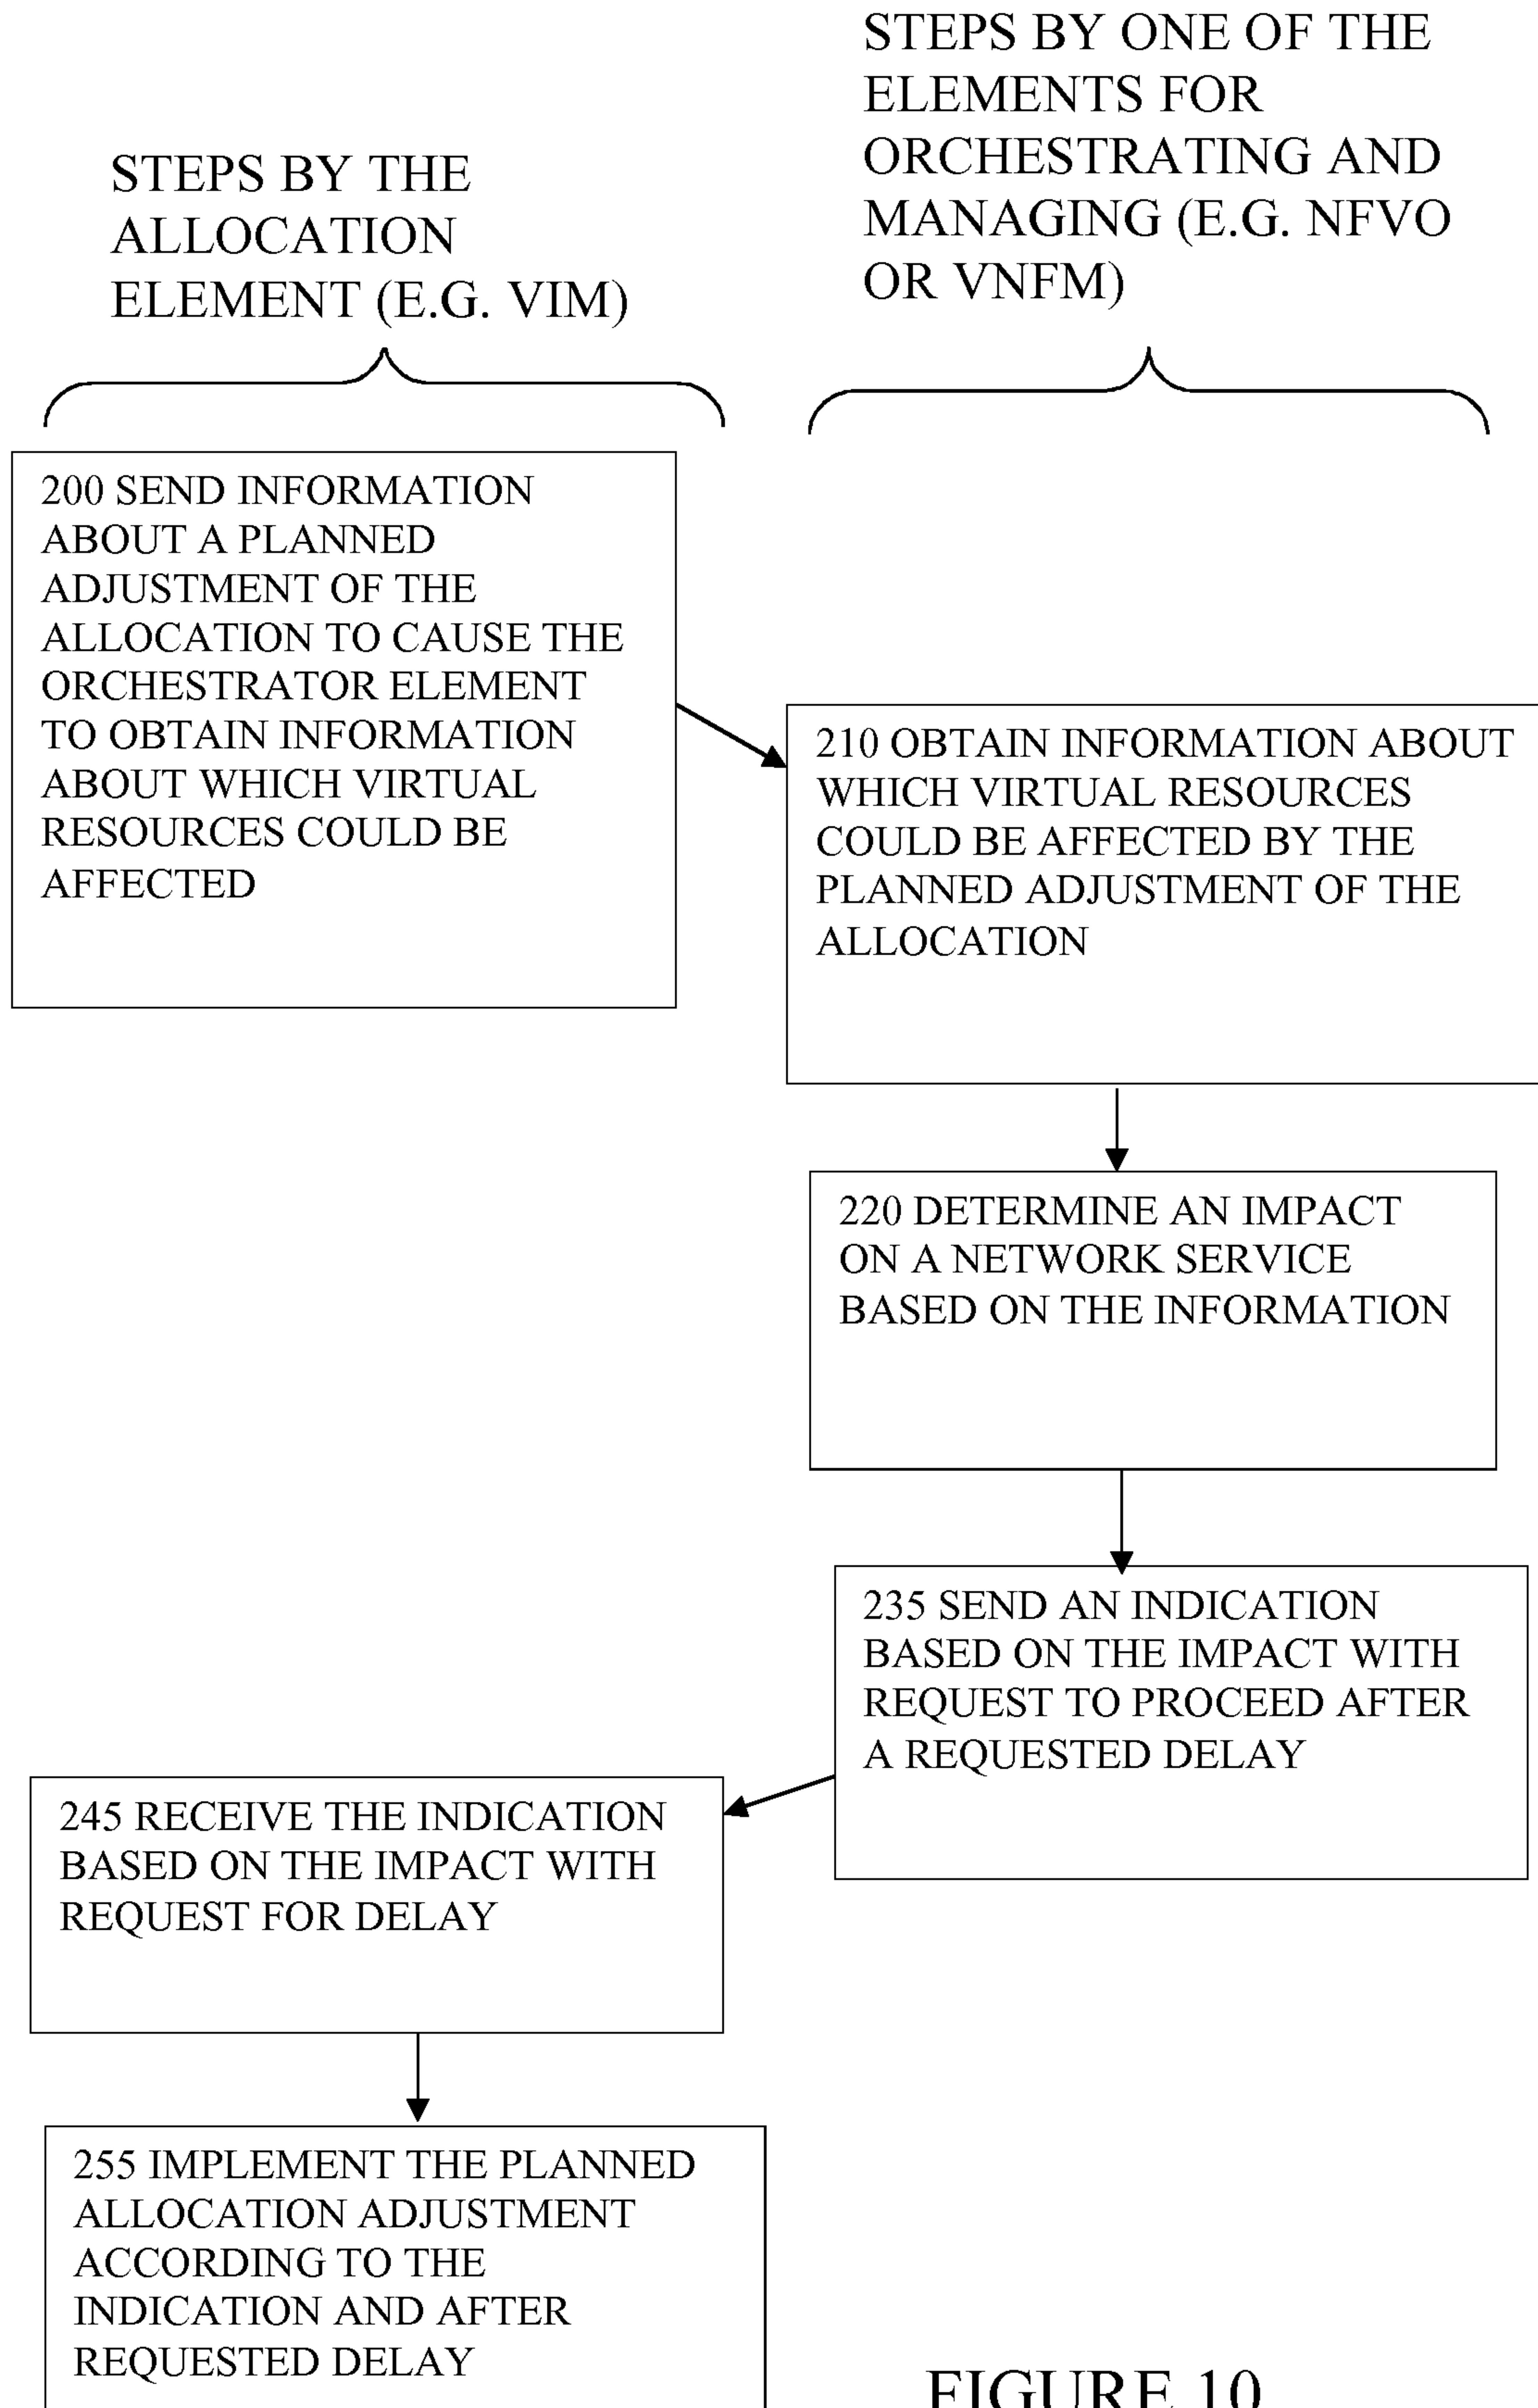 STEPS BY THE
ALLOCATION
ELEMENT (E.G. VIM)
STEPS BY ONE OF THE
ELEMENTS FOR
ORCHESTRATING AND
MANAGING (E.G. NFVO
OR VNFM)
200 SEND INFORMATION
ABOUT A PLANNED
ADJUSTMENT OF THE
ALLOCATION TO CAUSE THE
ORCHESTRATOR ELEMENT
TO OBTAIN INFORMATION
ABOUT WHICH VIRTUAL
RESOURCES COULD BE
AFFECTED
210 OBTAIN INFORMATION ABOUT
WHICH VIRTUAL RESOURCES
COULD BE AFFECTED BY THE
PLANNED ADJUSTMENT OF THE
ALLOCATION
220 DETERMINE AN IMPACT
ON A NETWORK SERVICE
BASED ON THE INFORMATION
235 SEND AN INDICATION
BASED ON THE IMPACT WITH
REQUEST TO PROCEED AFTER
A REQUESTED DELAY
245 RECEIVE THE INDICATION
BASED ON THE IMPACT WITH
REQUEST FOR DELAY
255 IMPLEMENT THE PLANNED
ALLOCATION ADJUSTMENT
ACCORDING TO THE
INDICATION AND AFTER
REQUESTED DELAY
FIGURE 10